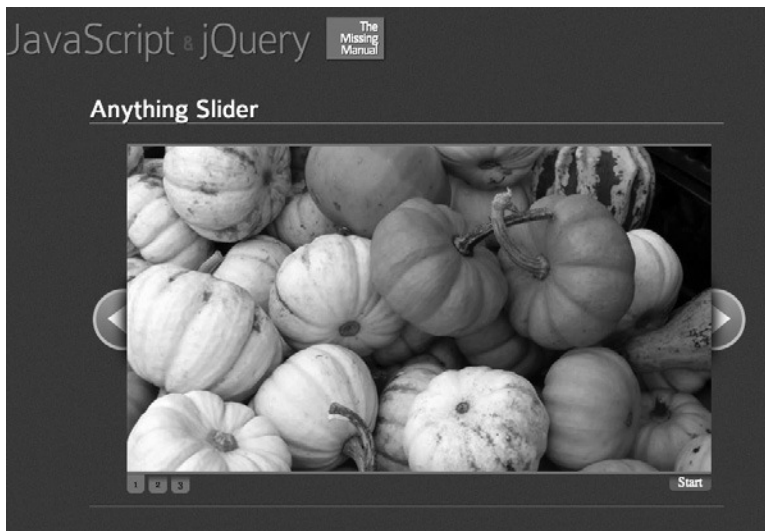 JavaScript & jQuery
The
Missing
Manual
Anything Slider
1 2 3
Start